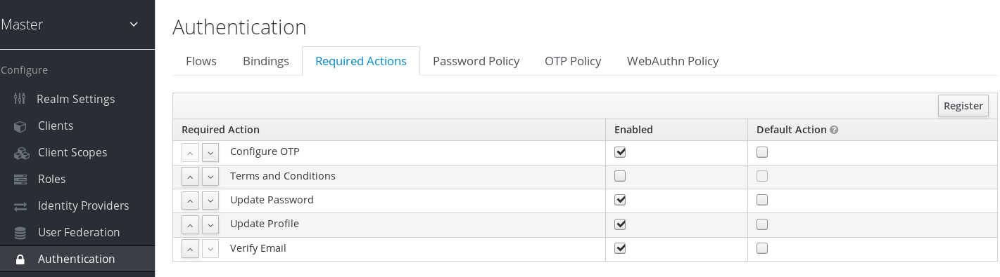 Master
Configure
Realm Settings
Clients
Client Scopes
Roles
Identity Providers
User Federation
Authentication
Authentication
Flows Bindings Required Actions Password Policy OTP Policy WebAuthn Policy
Register
Required Action Enabled Default Action ?
Configure OTP
Terms and Conditions
Update Password
Update Profile
Verify Email